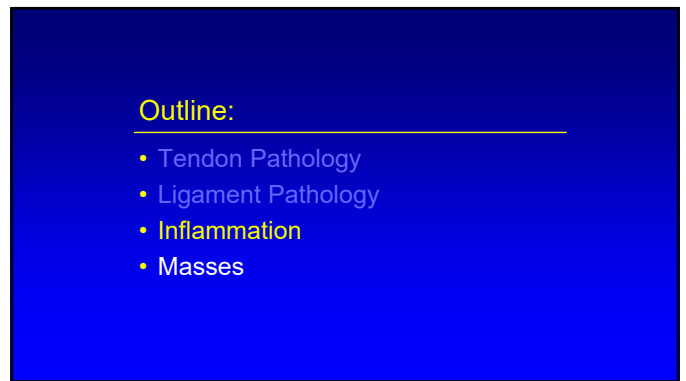 Outline:
• Tendon Pathology
• Ligament Pathology
• Inflammation
• Masses